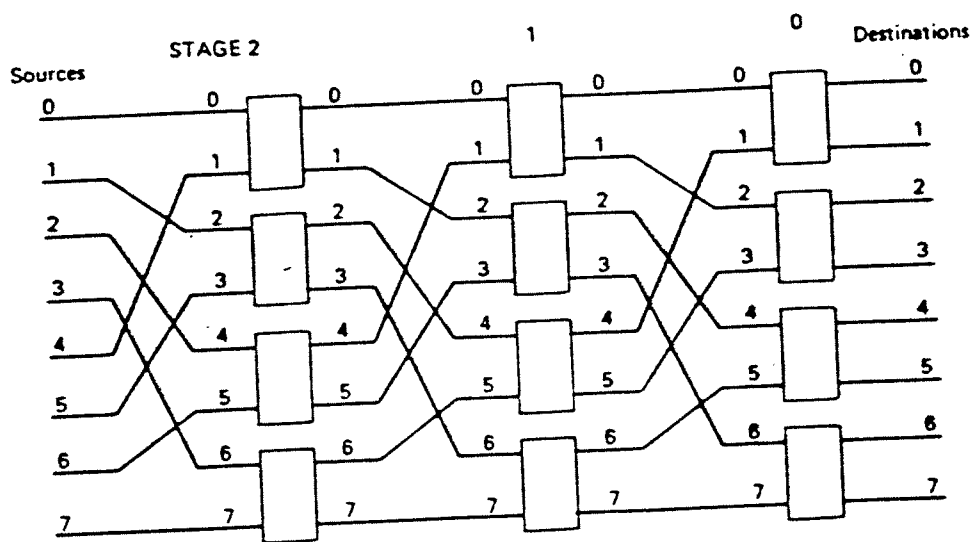 STAGE 2
1
0
Sources
Destinations
0 0 0 0 0 0 0
1 1 1 1 1 1 1
2 2 2 2 2 2 2
3 3 3 3 3 3 3
4 4 4 4 4 4 4
5 5 5 5 5 5 5
6 6 6 6 6 6 6
7 7 7 7 7 7 7